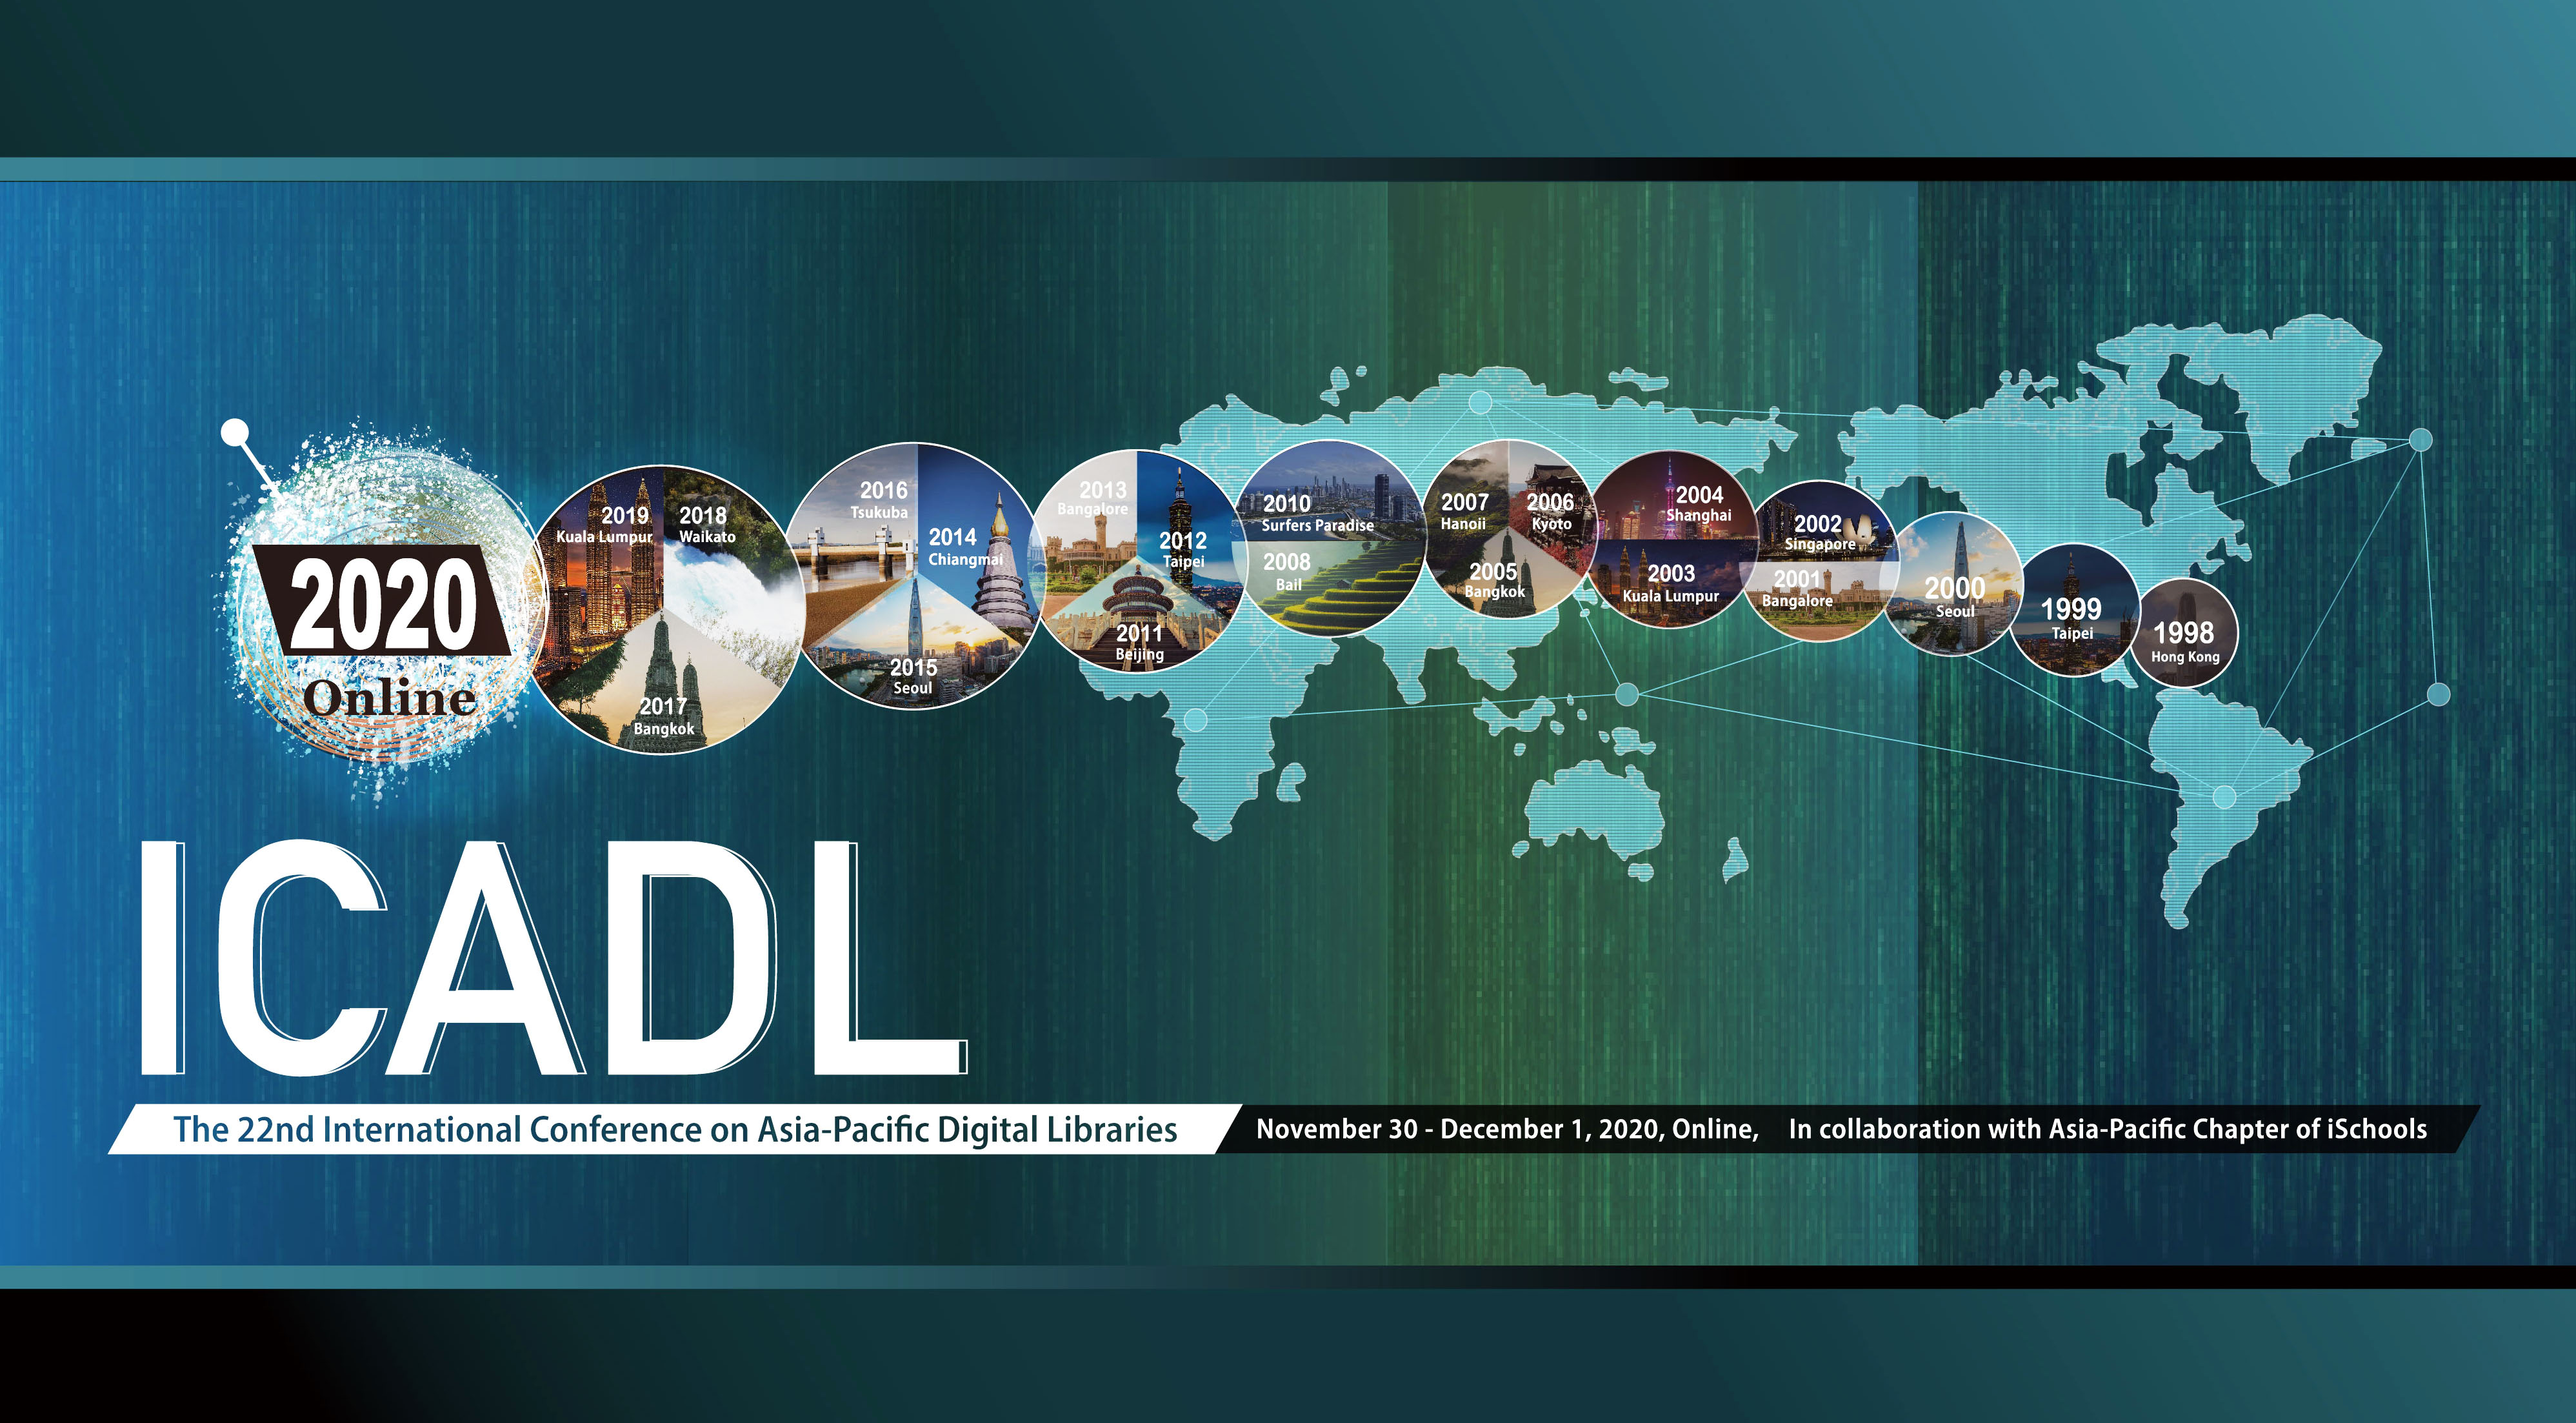 2020
Online
2019
Kuala Lumpur
2018
Waikato
2017
Bangkok
2016
Tsukuba
2014
Chiangmai
2015
Seoul
2013
Bangalore
2012
Taipei
2011
Beijing
2010
Surfers Paradise
2008
Bail
2007
Hanoii
2006
Kyoto
2005
Bangkok
2004
Shanghai
2003
Kuala Lumpur
2002
Singapore
2001
Bangalore
2000
Seoul
1999
Taipei
1998
Hong Kong
ICADL
The 22nd International Conference on Asia-Pacific Digital Libraries
November 30 - December 1, 2020, Online, In collaboration with Asia-Pacific Chapter of iSchools